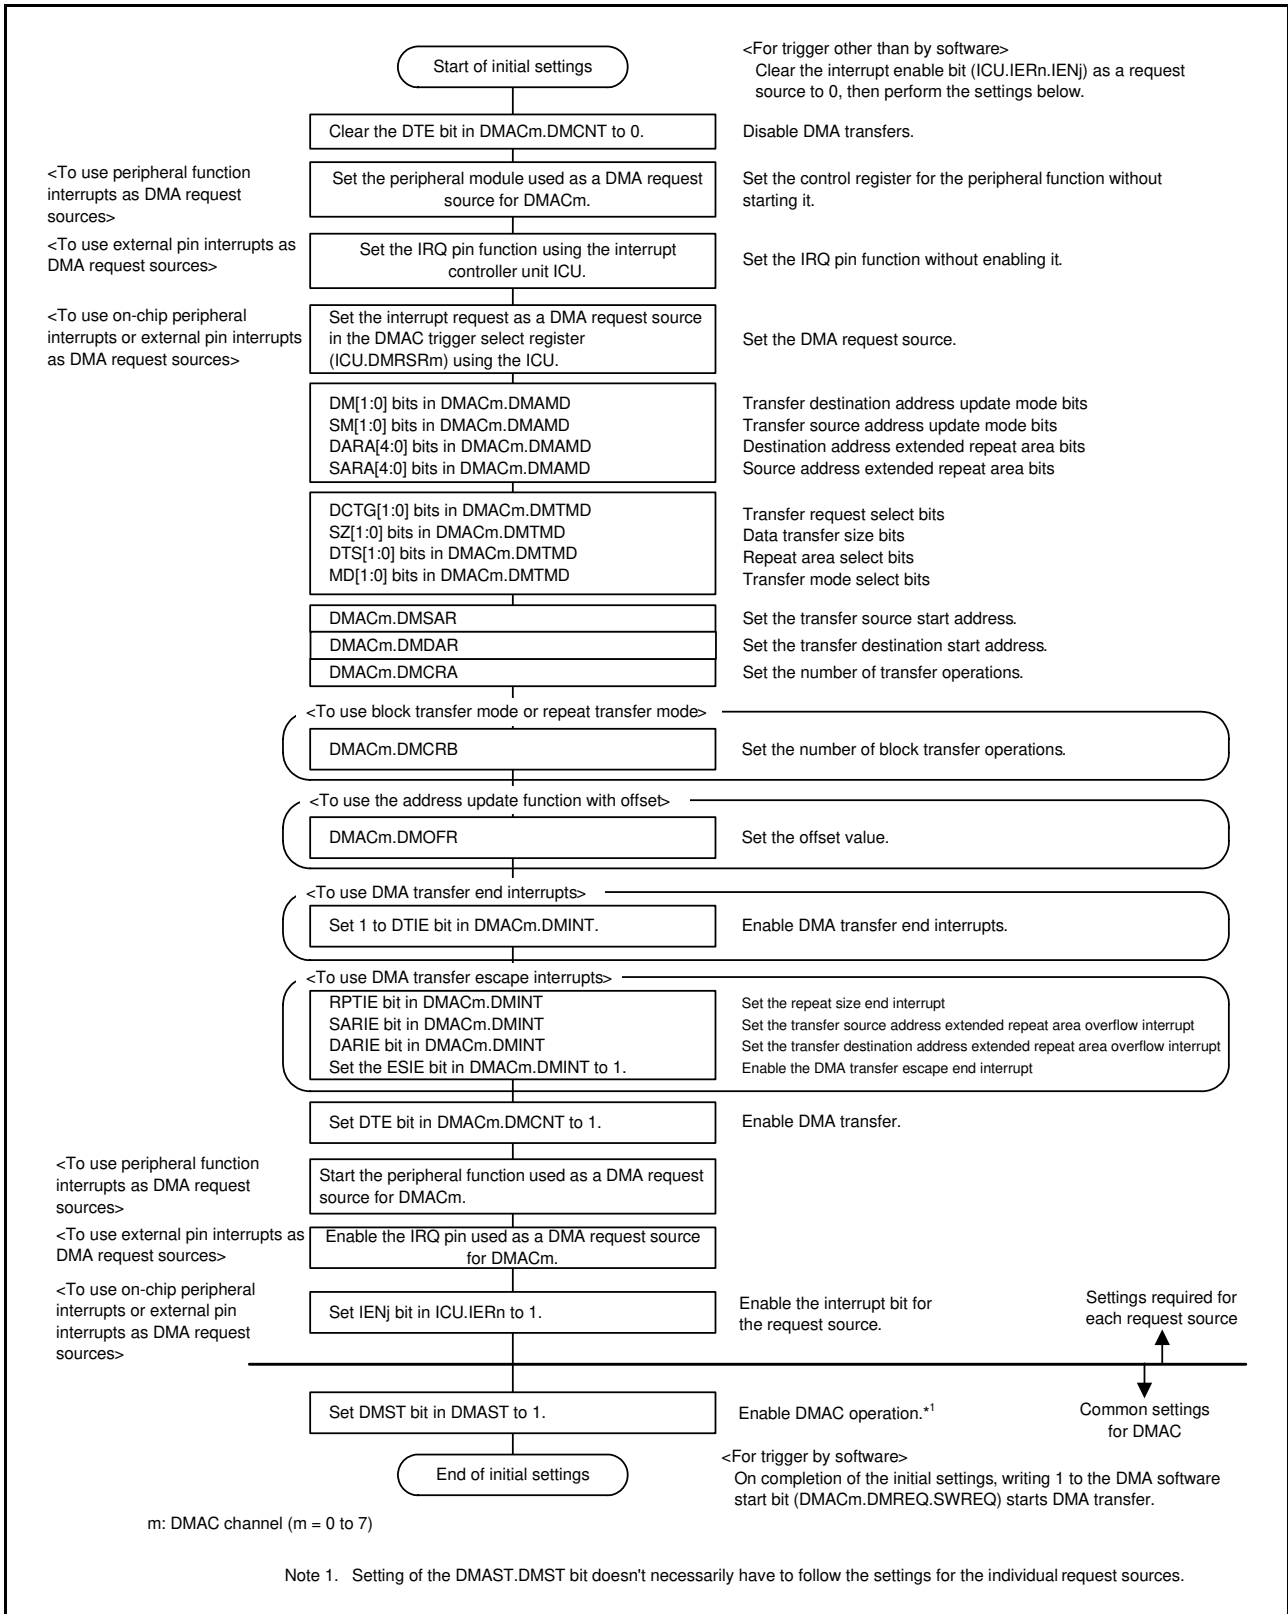 Start of initial settings
<For trigger other than by software>
Clear the interrupt enable bit (ICU.IERn.IENj) as a request
source to 0, then perform the settings below.
Clear the DTE bit in DMACm.DMCNT to 0.
Disable DMA transfers.
<To use peripheral function
interrupts as DMA request
sources>
Set the peripheral module used as a DMA request
source for DMACm.
Set the control register for the peripheral function without
starting it.
<To use external pin interrupts as
DMA request sources>
Set the IRQ pin function using the interrupt
controller unit ICU.
Set the IRQ pin function without enabling it.
<To use on-chip peripheral
interrupts or external pin interrupts
as DMA request sources>
Set the interrupt request as a DMA request source
in the DMAC trigger select register
(ICU.DMRSRm) using the ICU.
Set the DMA request source.
DM[1:0] bits in DMACm.DMAMD
Transfer destination address update mode bits
SM[1:0] bits in DMACm.DMAMD
Transfer source address update mode bits
DARA[4:0] bits in DMACm.DMAMD
Destination address extended repeat area bits
SARA[4:0] bits in DMACm.DMAMD
Source address extended repeat area bits
DCTG[1:0] bits in DMACm.DMTMD
Transfer request select bits
SZ[1:0] bits in DMACm.DMTMD
Data transfer size bits
DTS[1:0] bits in DMACm.DMTMD
Repeat area select bits
MD[1:0] bits in DMACm.DMTMD
Transfer mode select bits
DMACm.DMSAR
Set the transfer source start address.
DMACm.DMDAR
Set the transfer destination start address.
DMACm.DMCRA
Set the number of transfer operations.
<To use block transfer mode or repeat transfer mode>
DMACm.DMCRB
Set the number of block transfer operations.
<To use the address update function with offset>
DMACm.DMOFR
Set the offset value.
<To use DMA transfer end interrupts>
Set 1 to DTIE bit in DMACm.DMINT.
Enable DMA transfer end interrupts.
<To use DMA transfer escape interrupts>
RPTIE bit in DMACm.DMINT
Set the repeat size end interrupt
SARIE bit in DMACm.DMINT
Set the transfer source address extended repeat area overflow interrupt
DARIE bit in DMACm.DMINT
Set the transfer destination address extended repeat area overflow interrupt
Set the ESIE bit in DMACm.DMINT to 1.
Enable the DMA transfer escape end interrupt
Set DTE bit in DMACm.DMCNT to 1.
Enable DMA transfer.
<To use peripheral function
interrupts as DMA request
sources>
Start the peripheral function used as a DMA request
source for DMACm.
<To use external pin interrupts as
DMA request sources>
Enable the IRQ pin used as a DMA request source
for DMACm.
<To use on-chip peripheral
interrupts or external pin
interrupts as DMA request
sources>
Set IENj bit in ICU.IERn to 1.
Enable the interrupt bit for
the request source.
Settings required for
each request source
Set DMST bit in DMAST to 1.
Enable DMAC operation.*1
Common settings
for DMAC
End of initial settings
<For trigger by software>
On completion of the initial settings, writing 1 to the DMA software
start bit (DMACm.DMREQ.SWREQ) starts DMA transfer.
m: DMAC channel (m = 0 to 7)
Note 1. Setting of the DMAST.DMST bit doesn't necessarily have to follow the settings for the individual request sources.